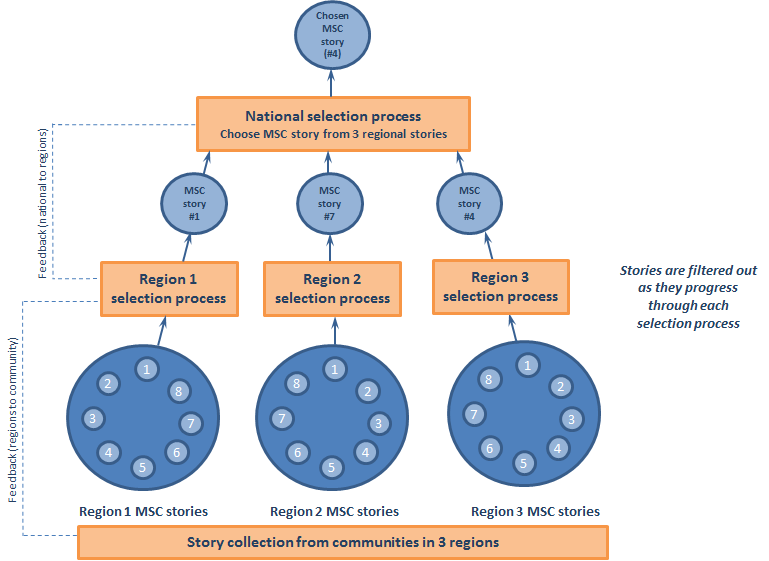 Chosen
MSC
story
(#4)
National selection process
Choose MSC story from 3 regional stories
Feedback (national to regions)
MSC
story
#1
MSC
story
#7
MSC
story
#4
Region 1
selection process
Region 2
selection process
Region 3
selection process
Stories are filtered out
as they progress
through each
selection process
Feedback (regions to community)
1
2
3
4
5
6
7
8
1
2
3
4
5
6
7
8
1
2
3
4
5
6
7
8
Region 1 MSC stories
Region 2 MSC stories
Region 3 MSC stories
Story collection from communities in 3 regions